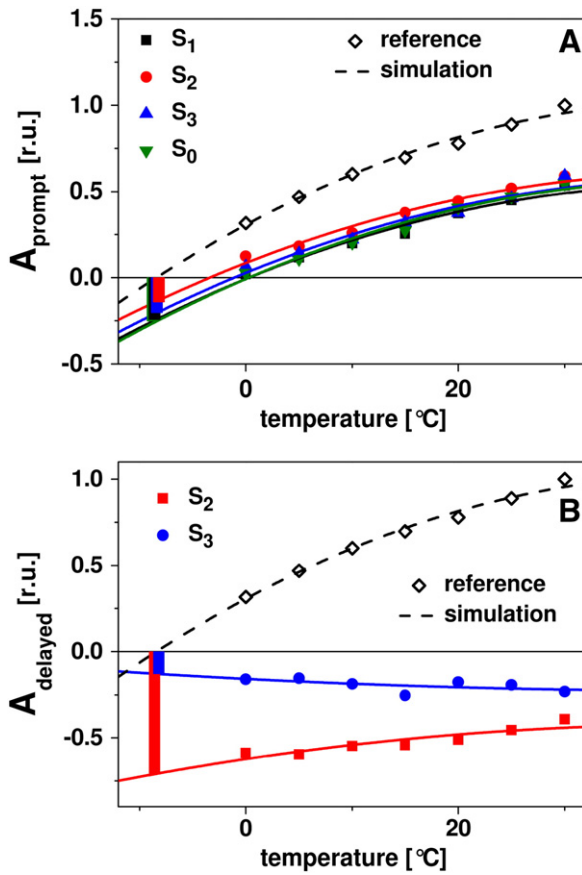 A
S1
S2
S3
S0
reference
simulation
Aprompt [r.u.]
1.5
1.0
0.5
0.0
-0.5
0
20
temperature [°C]
B
S2
S3
reference
simulation
Adelayed [r.u.]
1.0
0.5
0.0
-0.5
0
20
temperature [°C]